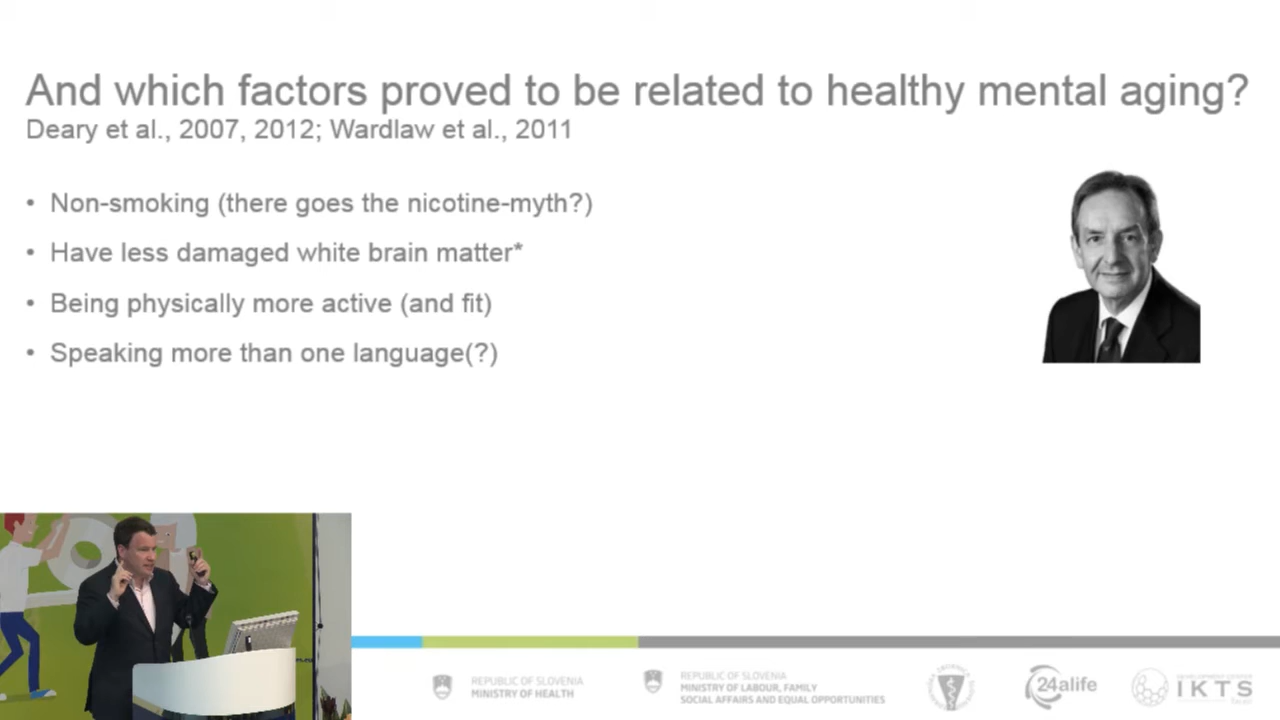 And which factors proved to be related to healthy mental aging?
Deary et al., 2007, 2012; Wardlaw et al., 2011
• Non-smoking (there goes the nicotine-myth?)
• Have less damaged white brain matter*
• Being physically more active (and fit)
• Speaking more than one language(?)
REPUBLIC OF SLOVENIA
MINISTRY OF HEALTH
REPUBLIC OF SLOVENIA
MINISTRY OF LABOUR, FAMILY
SOCIAL AFFAIRS AND EQUAL OPPORTUNITIES
24alife
IKTS